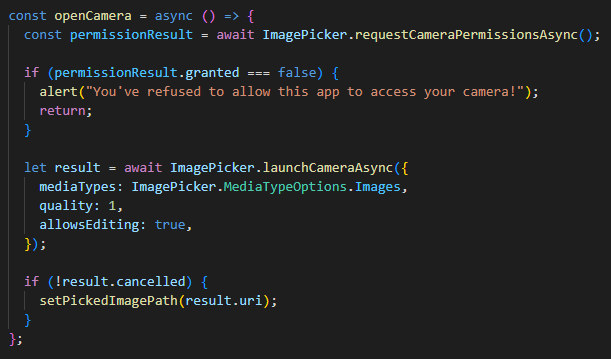 const openCamera = async () => {
  const permissionResult = await ImagePicker.requestCameraPermissionsAsync();

  if (permissionResult.granted === false) {
    alert("You've refused to allow this app to access your camera!");
    return;
  }

  let result = await ImagePicker.launchCameraAsync({
    mediaTypes: ImagePicker.MediaTypeOptions.Images,
    quality: 1,
    allowsEditing: true,
  });

  if (!result.cancelled) {
    setPickedImagePath(result.uri);
  }
};